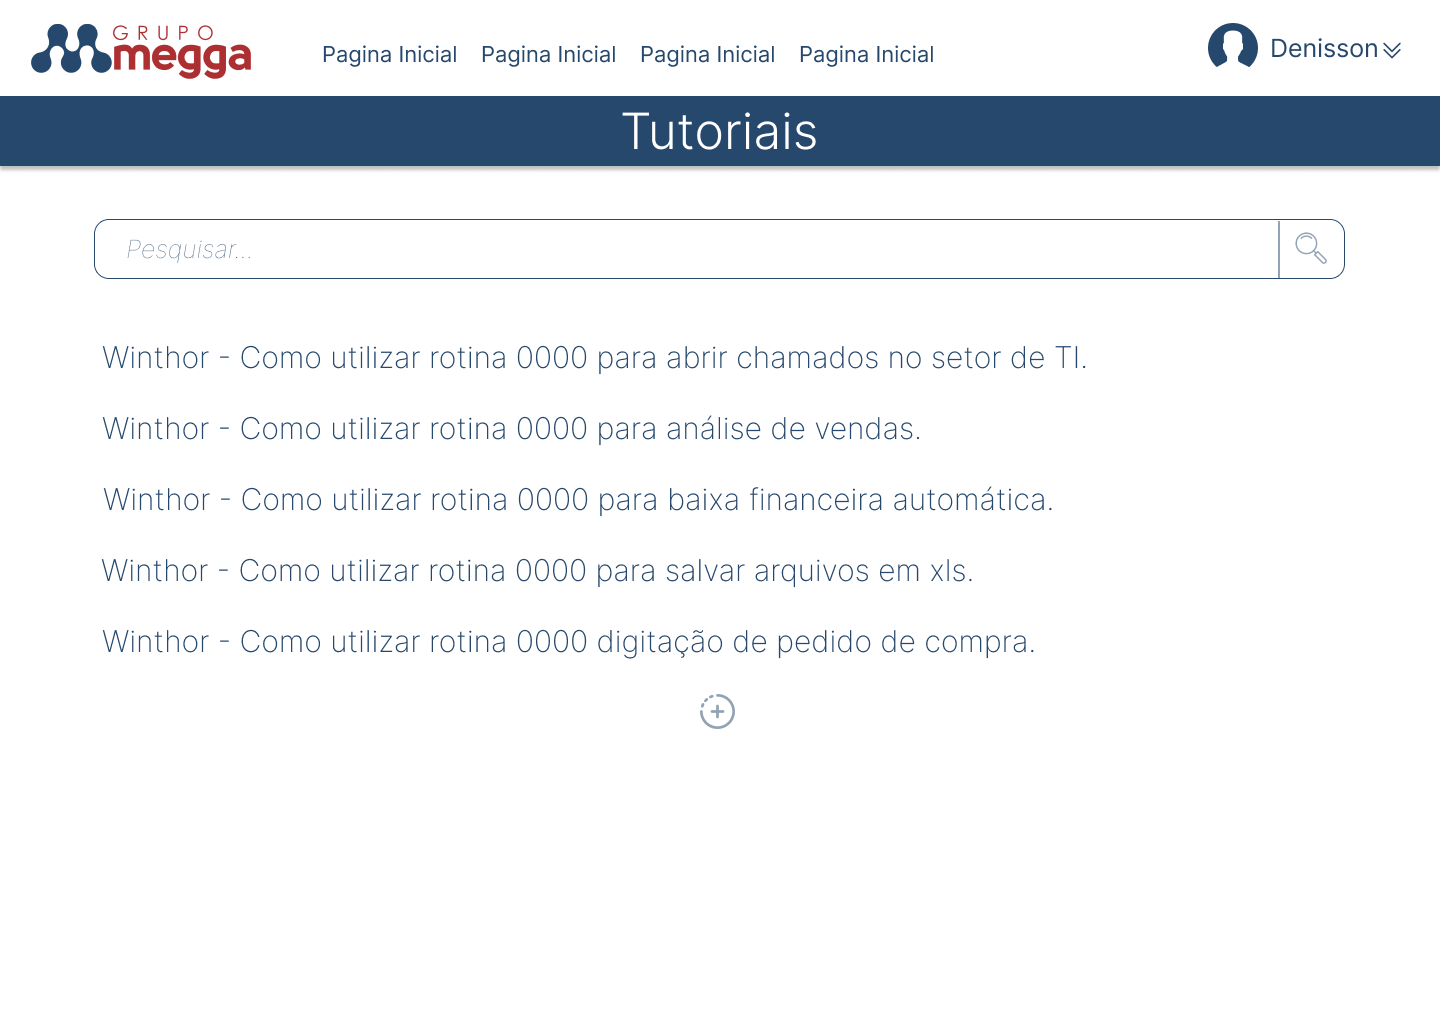 GRUPO
megga
Pagina Inicial Pagina Inicial Pagina Inicial Pagina Inicial
Denisson
Tutoriais
Pesquisar...
Winthor - Como utilizar rotina 0000 para abrir chamados no setor de TI.
Winthor - Como utilizar rotina 0000 para análise de vendas.
Winthor - Como utilizar rotina 0000 para baixa financeira automática.
Winthor - Como utilizar rotina 0000 para salvar arquivos em xls.
Winthor - Como utilizar rotina 0000 digitação de pedido de compra.